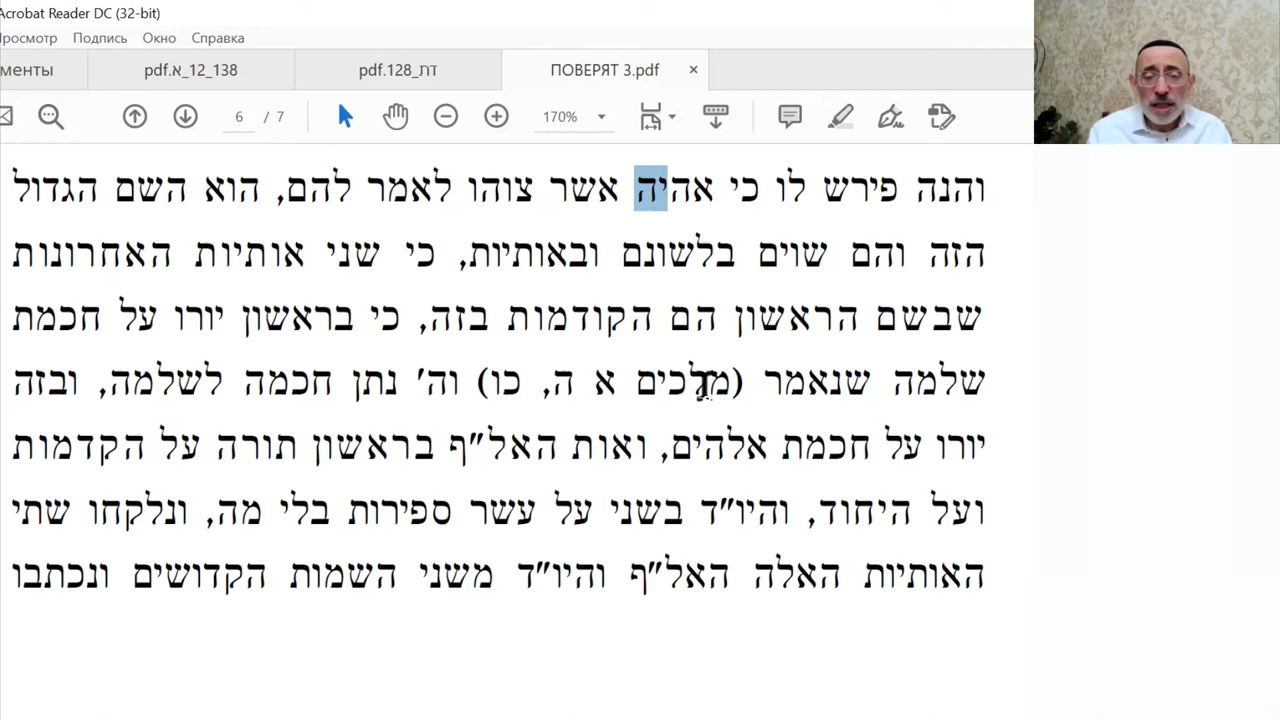 Acrobat Reader DC (32-bit)
Просмотр Подпись Окно Справка
менты
138_12_א.pdf
דת_128.pdf
ПОВЕРЯТ 3.pdf ×
6 / 7
170%
והנה פירש לו כי אהיה אשר צוהו לאמר להם, הוא השם הגדול
הזה והם שוים בלשונם ובאותיות, כי שני אותיות האחרונות
שבשם הראשון הם הקודמות בזה, כי בראשון יורו על חכמת
שלמה שנאמר (מלכים א ה, כו) וה' נתן חכמה לשלמה, ובזה
יורו על חכמת אלהים, ואות האל"ף בראשון תורה על הקדמות
ועל היחוד, והיו"ד בשני על עשר ספירות בלי מה, ונלקחו שתי
האותיות האלה האל"ף והיו"ד משני השמות הקדושים ונכתבו